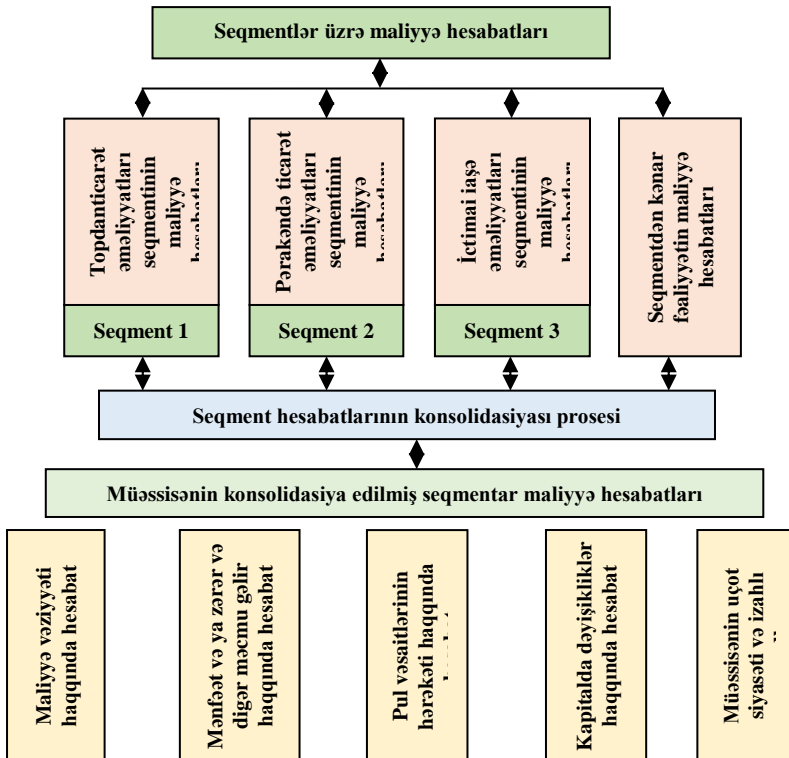 Seqmentlər üzrə maliyyə hesabatları
Topdanticarət
əməliyyatları
seqmentinin
maliyyə
hesabatları
Seqment 1
Pərakəndə ticarət
əməliyyatları
seqmentinin
maliyyə
hesabatları
Seqment 2
İctimai iaşə
əməliyyatları
seqmentinin
maliyyə
hesabatları
Seqment 3
Seqmentdən kənar
fəaliyyətin maliyyə
hesabatları
Seqment hesabatlarının konsolidasiyası prosesi
Müəssisənin konsolidasiya edilmiş seqmentar maliyyə hesabatları
Maliyyə vəziyyəti
haqqında hesabat
Mənfəət və ya zərər və
digər məcmu gəlir
haqqında hesabat
Pul vəsaitlərinin
hərəkəti haqqında
Kapitalda dəyişikliklər
haqqında hesabat
Müəssisənin uçot
siyasəti və izahlı